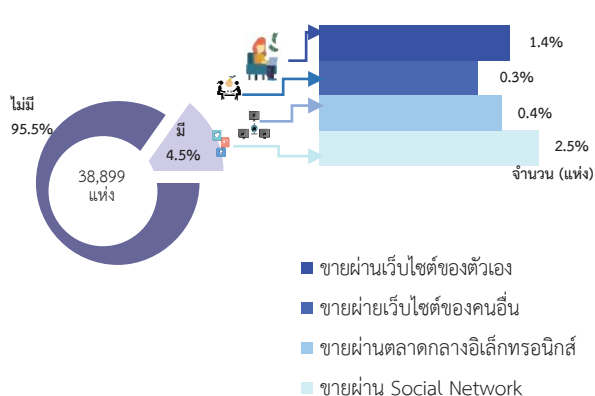 1.4%
0.3%
0.4%
2.5%
จำนวน (แห่ง)
ไม่มี
95.5%
มี
4.5%
38,899
แห่ง
ขายผ่านเว็บไซต์ของตัวเอง
ขายผ่ายเว็บไซต์ของคนอื่น
ขายผ่านตลาดกลางอิเล็กทรอนิกส์
ขายผ่าน Social Network